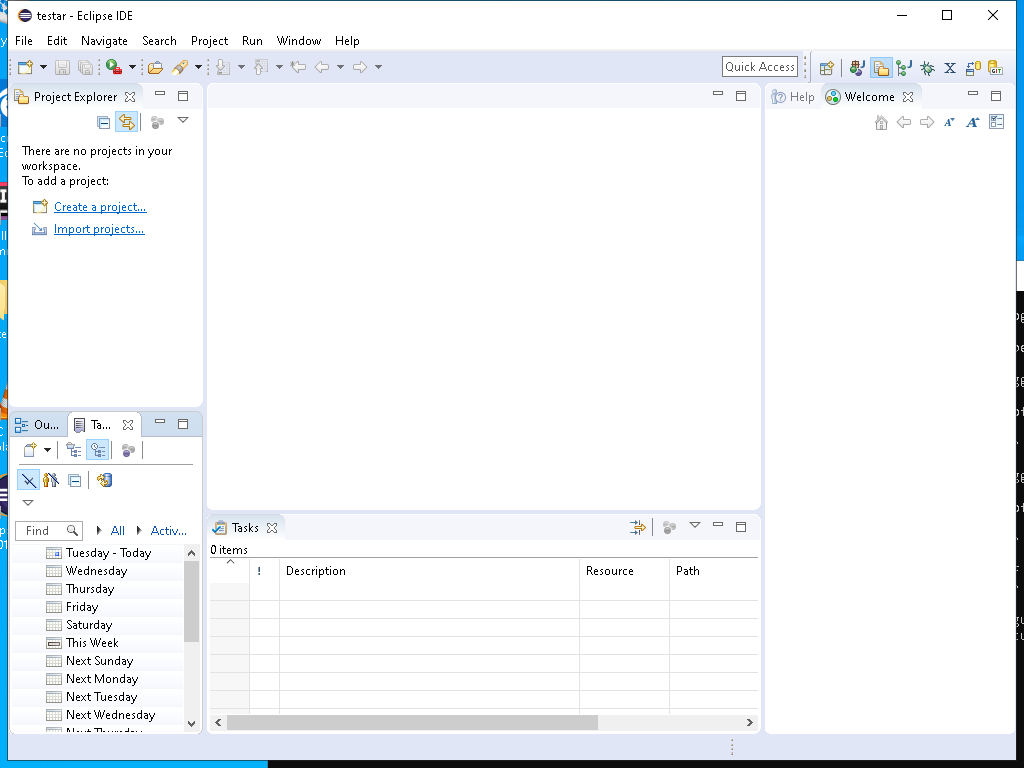 testar - Eclipse IDE
File Edit Navigate Search Project Run Window Help
Quick Access
Project Explorer
Help Welcome
There are no projects in your
workspace.
To add a project:
Create a project...
Import projects...
Ou... Ta...
Find All Activ...
Tuesday - Today
Wednesday
Thursday
Friday
Saturday
This Week
Next Sunday
Next Monday
Next Tuesday
Next Wednesday
Next Thursday
Tasks
0 items
! Description Resource Path